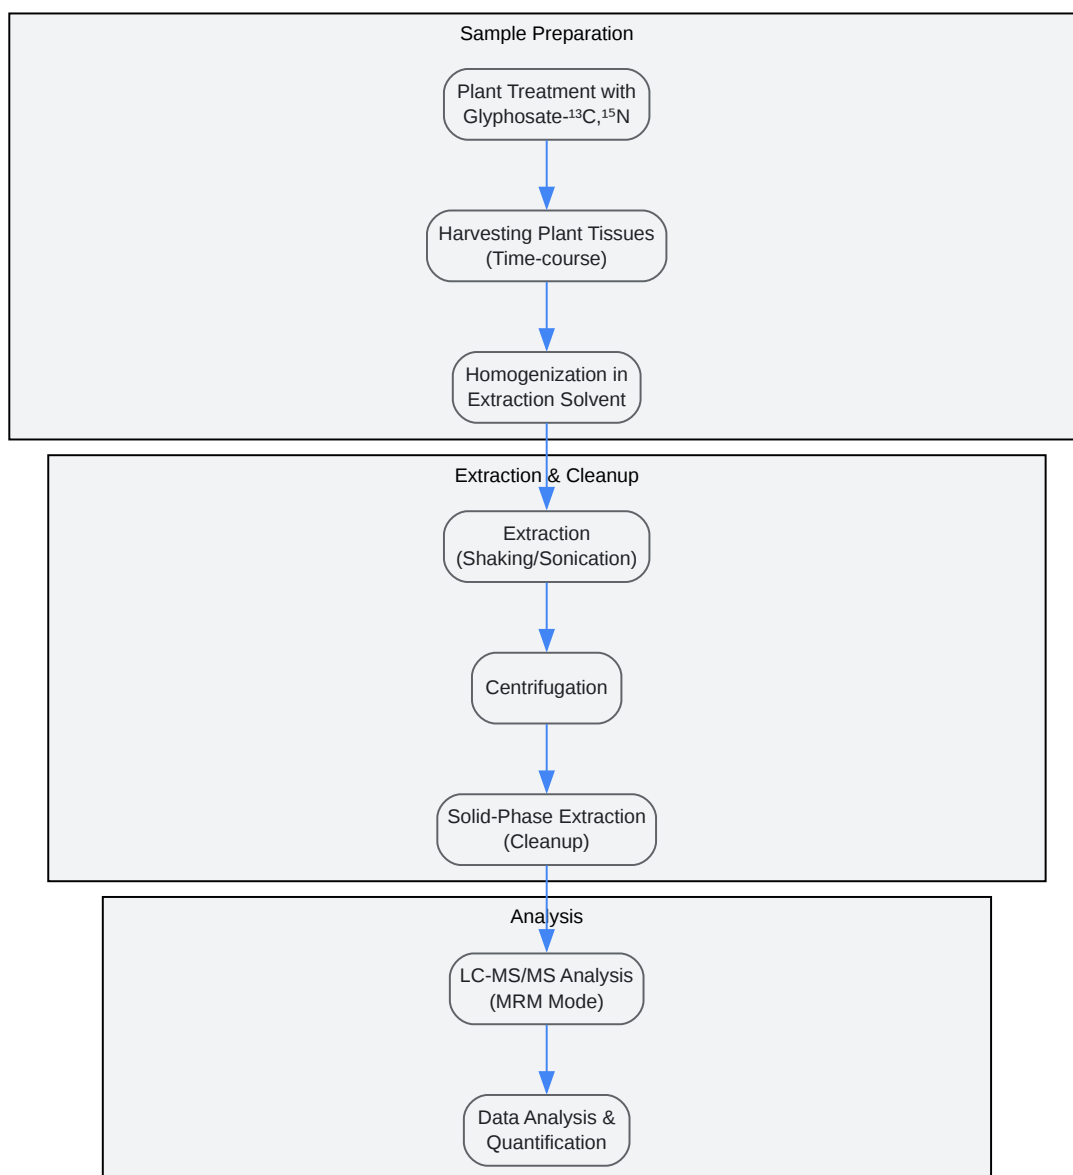 Sample Preparation
Plant Treatment with
Glyphosate-¹³C,¹⁵N
Harvesting Plant Tissues
(Time-course)
Homogenization in
Extraction Solvent
Extraction & Cleanup
Extraction
(Shaking/Sonication)
Centrifugation
Solid-Phase Extraction
(Cleanup)
Analysis
LC-MS/MS Analysis
(MRM Mode)
Data Analysis &
Quantification